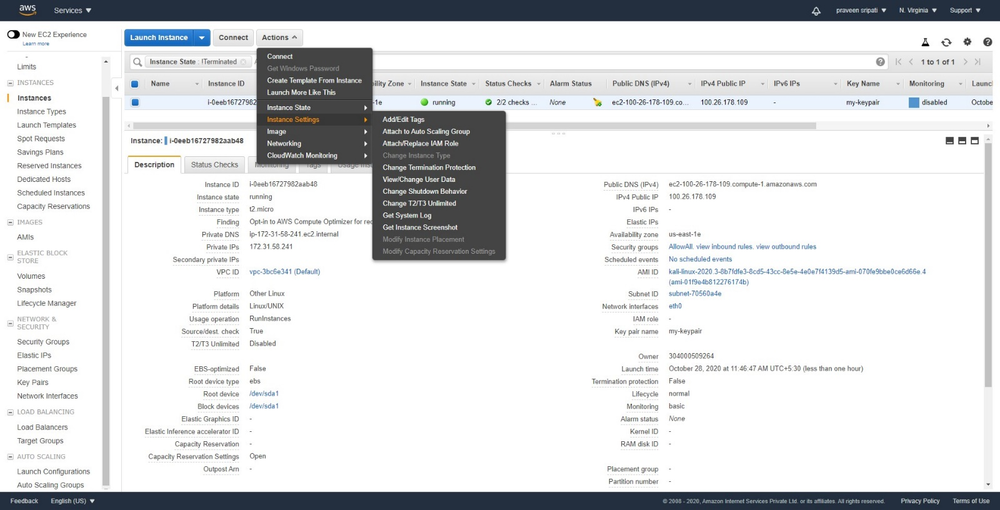 aws
Services
praveen sripati
N. Virginia
Support
New EC2 Experience
Learn more
Limits
INSTANCES
Instances
Instance Types
Launch Templates
Spot Requests
Savings Plans
Reserved Instances
Dedicated Hosts
Scheduled Instances
Capacity Reservations
IMAGES
AMIs
ELASTIC BLOCK
STORE
Volumes
Snapshots
Lifecycle Manager
NETWORK &
SECURITY
Security Groups
Elastic IPs
Placement Groups
Key Pairs
Network Interfaces
LOAD BALANCING
Load Balancers
Target Groups
AUTO SCALING
Launch Configurations
Auto Scaling Groups
Launch Instance
Connect
Actions
Instance State : !Terminated
1 to 1 of 1
Connect
Get Windows Password
Create Template From Instance
Launch More Like This
Instance State
Instance Settings
Image
Networking
CloudWatch Monitoring
Add/Edit Tags
Attach to Auto Scaling Group
Attach/Replace IAM Role
Change Instance Type
Change Termination Protection
View/Change User Data
Change Shutdown Behavior
Change T2/T3 Unlimited
Get System Log
Get Instance Screenshot
Modify Instance Placement
Modify Capacity Reservation Settings
Name Instance ID bility Zone Instance State Status Checks Alarm Status Public DNS (IPv4) IPv4 Public IP IPv6 IPs Key Name Monitoring Launc
i-0eeb16727982 -1e running 2/2 checks ... None ec2-100-26-178-109.co... 100.26.178.109 - my-keypair disabled Octobe
Instance: i-0eeb16727982aab48
Description Status Checks Monitoring Tags Usage Inst
Instance ID i-0eeb16727982aab48
Instance state running
Instance type t2.micro
Finding Opt-in to AWS Compute Optimizer for rec
Private DNS ip-172-31-58-241.ec2.internal
Private IPs 172.31.58.241
Secondary private IPs
VPC ID vpc-3bc6e341 (Default)
Platform Other Linux
Platform details Linux/UNIX
Usage operation RunInstances
Source/dest. check True
T2/T3 Unlimited Disabled
EBS-optimized False
Root device type ebs
Root device /dev/sda1
Block devices /dev/sda1
Elastic Graphics ID -
Elastic Inference accelerator ID -
Capacity Reservation -
Capacity Reservation Settings Open
Outpost Arn -
Public DNS (IPv4) ec2-100-26-178-109.compute-1.amazonaws.com
IPv4 Public IP 100.26.178.109
IPv6 IPs -
Elastic IPs
Availability zone us-east-1e
Security groups AllowAll. view inbound rules. view outbound rules
Scheduled events No scheduled events
AMI ID kali-linux-2020.3-8b7fdfe3-8cd5-43cc-8e5e-4e0e7f4139d5-ami-070fe9bbe0ce6d66e.4
(ami-01f9e4b812276174b)
Subnet ID subnet-70560a4e
Network interfaces eth0
IAM role -
Key pair name my-keypair
Owner 304000509264
Launch time October 28, 2020 at 11:46:47 AM UTC+5:30 (less than one hour)
Termination protection False
Lifecycle normal
Monitoring basic
Alarm status None
Kernel ID -
RAM disk ID -
Placement group -
Partition number -
Feedback
English (US)
© 2008 - 2020, Amazon Internet Services Private Ltd. or its affiliates. All rights reserved.
Privacy Policy
Terms of Use